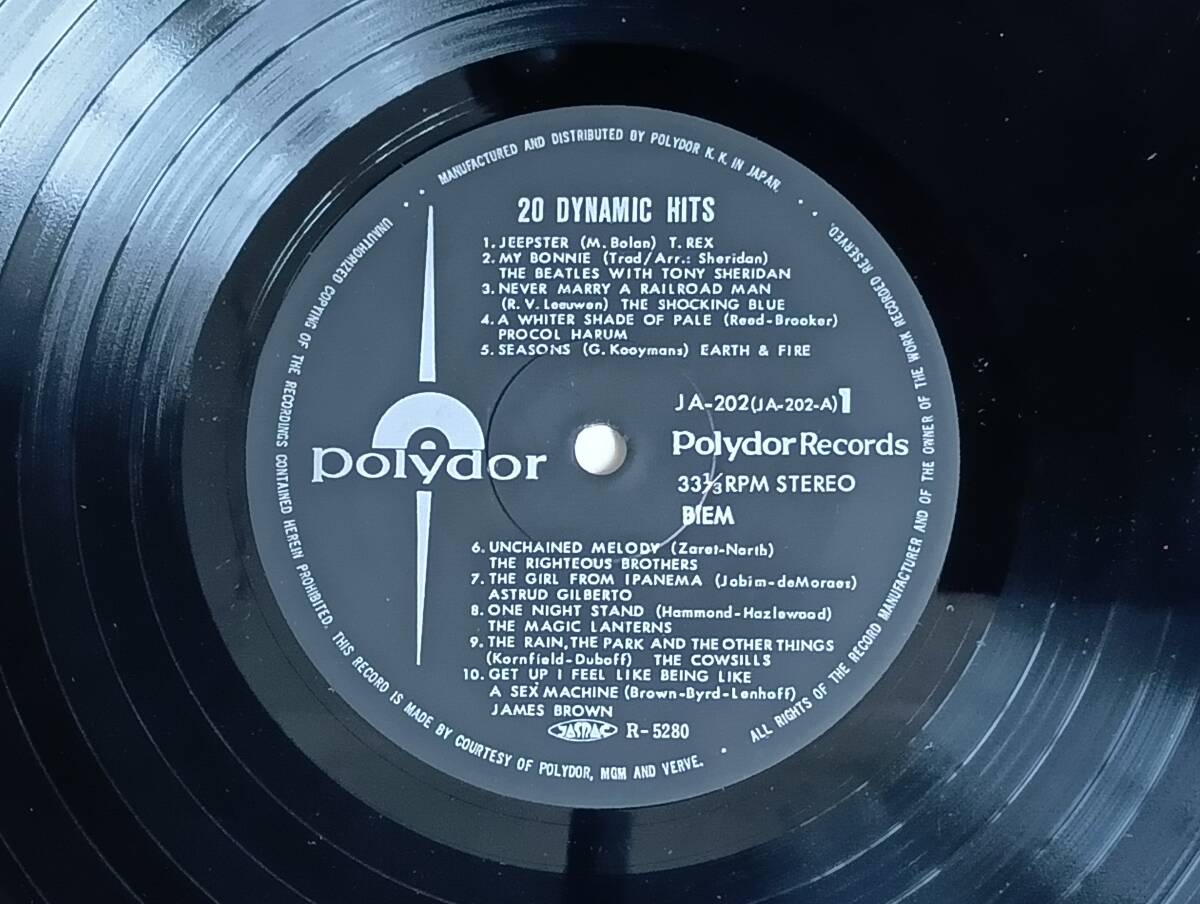 MANUFACTURED AND DISTRIBUTED BY POLYDOR K. K. IN JAPAN.
20 DYNAMIC HITS
1. JEEPSTER (M. Bolan) T. REX
2. MY BONNIE (Trad/Arr.: Sheridan)
THE BEATLES WITH TONY SHERIDAN
3. NEVER MARRY A RAILROAD MAN
(R. V. Leeuwen) THE SHOCKING BLUE
4. A WHITER SHADE OF PALE (Reed-Brooker)
PROCOL HARUM
5. SEASONS (G. Kooymans) EARTH & FIRE
JA-202(JA-202-A)1
polydor
Polydor Records
33⅓ RPM STEREO
BIEM
6. UNCHAINED MELODY (Zaret-North)
THE RIGHTEOUS BROTHERS
7. THE GIRL FROM IPANEMA (Jobim-deMoraes)
ASTRUD GILBERTO
8. ONE NIGHT STAND (Hammond-Hazlewood)
THE MAGIC LANTERNS
9. THE RAIN, THE PARK AND THE OTHER THINGS
(Kornfield-Duboff) THE COWSILLS
10. GET UP I FEEL LIKE BEING LIKE
A SEX MACHINE (Brown-Byrd-Lenhoff)
JAMES BROWN
JASRAC R-5280
UNAUTHORIZED COPYING OF THE RECORDINGS CONTAINED HEREIN PROHIBITED. THIS RECORD IS MADE BY COURTESY OF POLYDOR, MGM AND VERVE.
ALL RIGHTS OF THE RECORD MANUFACTURER AND OF THE OWNER OF THE WORK RECORDED RESERVED.